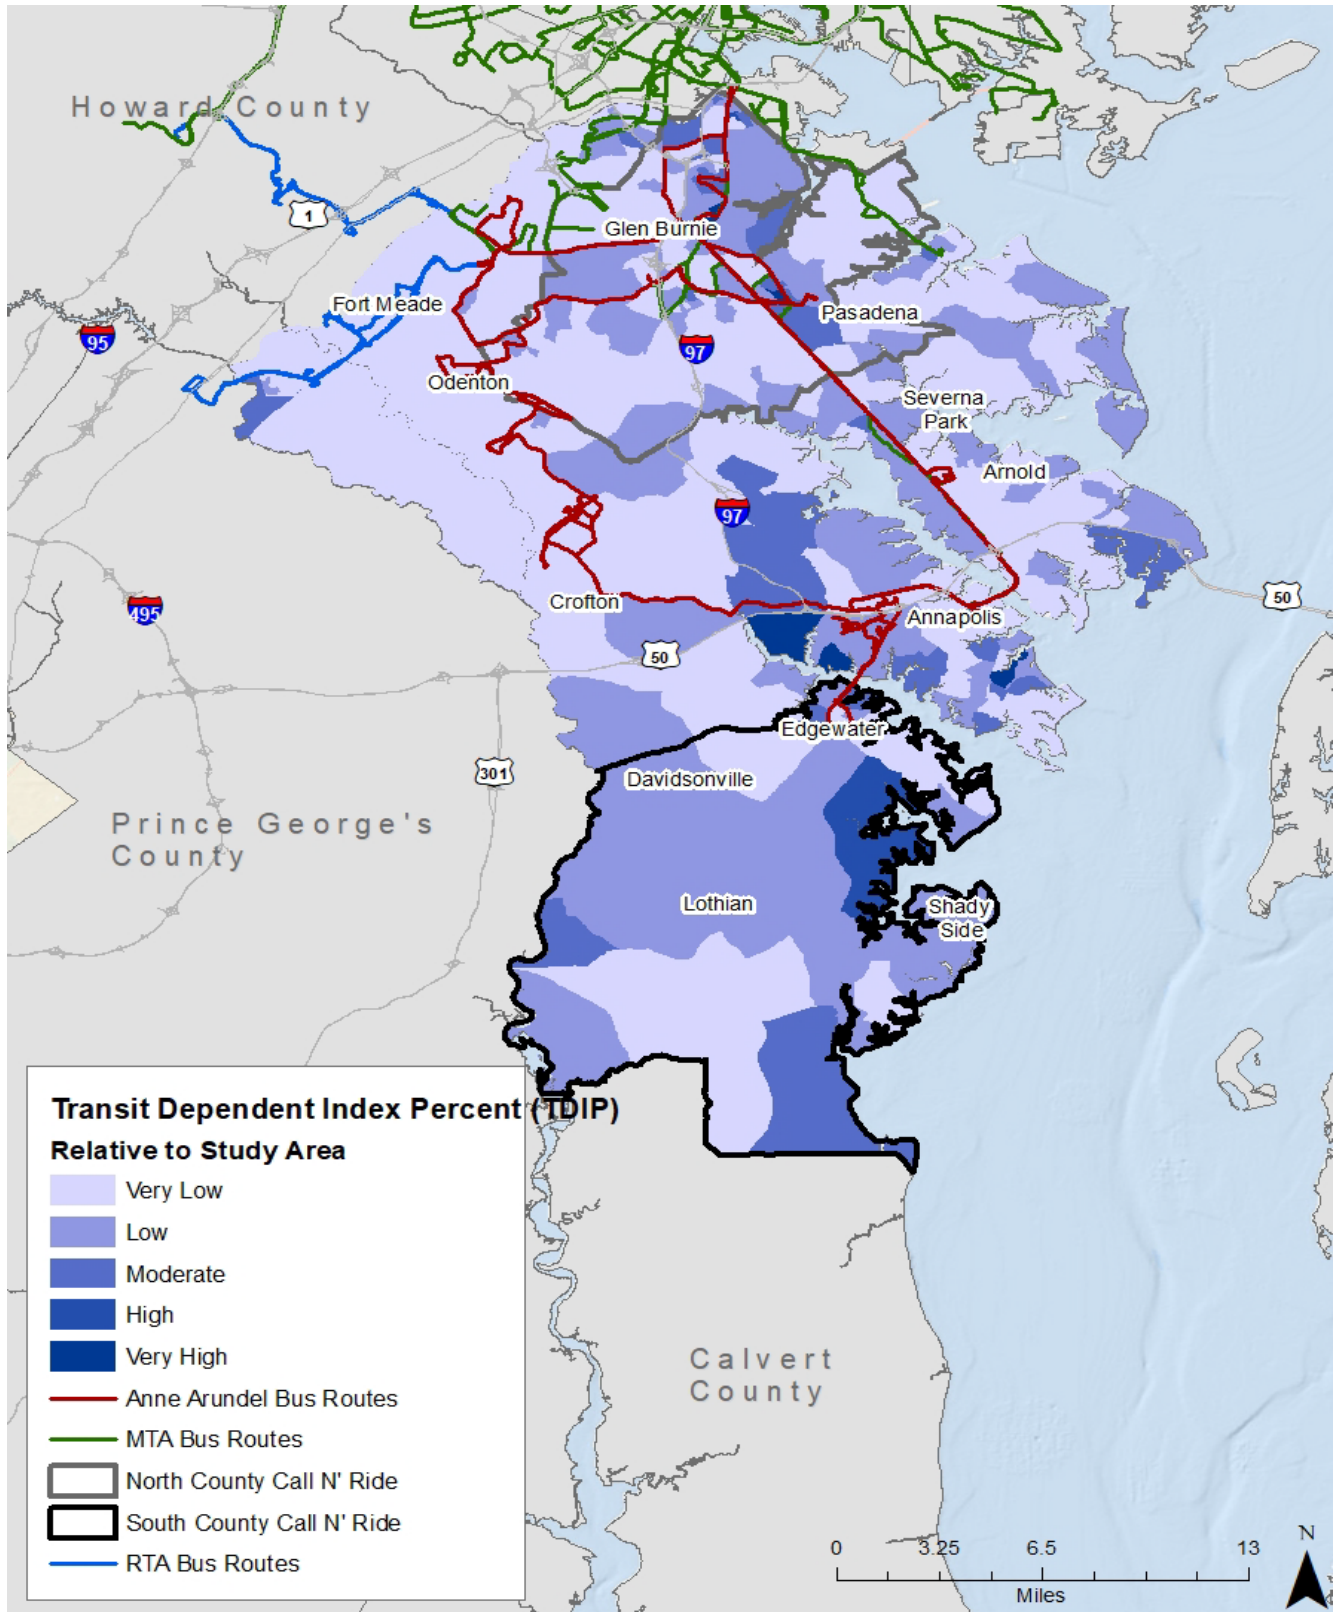 Howard County
1
Glen Burnie
Fort Meade
95
Pasadena
97
Odenton
Severna
Park
Arnold
97
495
Crofton
50
Annapolis
50
Edgewater
301
Davidsonville
Prince George's
County
Lothian
Shady
Side
Transit Dependent Index Percent (TDIP)
Relative to Study Area
Very Low
Low
Moderate
High
Very High
Anne Arundel Bus Routes
MTA Bus Routes
North County Call N' Ride
South County Call N' Ride
RTA Bus Routes
Calvert
County
0 3.25 6.5 13
Miles
N